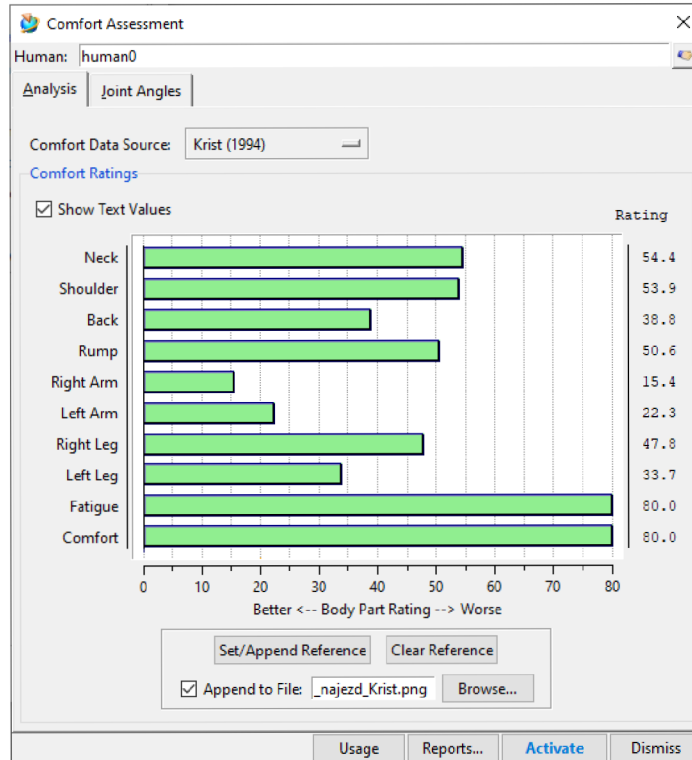 Comfort Assessment
Human: human0
Analysis Joint Angles
Comfort Data Source: Krist (1994)
Comfort Ratings
Show Text Values
Rating
Neck 54.4
Shoulder 53.9
Back 38.8
Rump 50.6
Right Arm 15.4
Left Arm 22.3
Right Leg 47.8
Left Leg 33.7
Fatigue 80.0
Comfort 80.0
0 10 20 30 40 50 60 70 80
Better <-- Body Part Rating --> Worse
Set/Append Reference Clear Reference
Append to File: _najezd_Krist.png Browse...
Usage Reports... Activate Dismiss